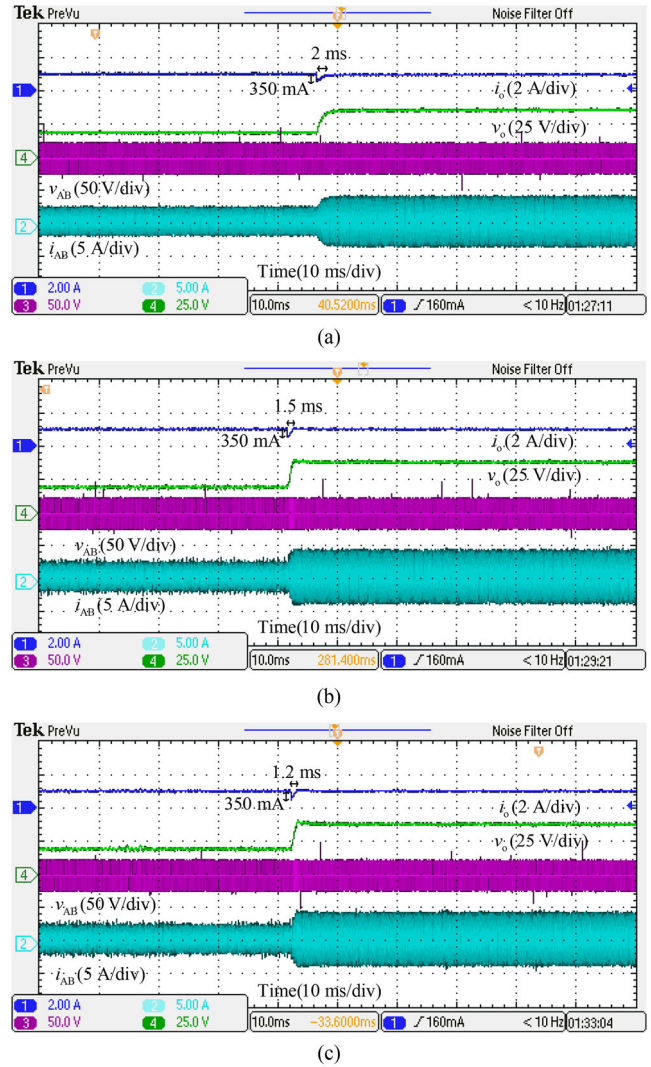 Tek PreVu Noise Filter Off
T
T
2 ms
350 mA
1
i_o(2 A/div)
v_o(25 V/div)
4
v_AB(50 V/div)
2
i_AB(5 A/div)
Time(10 ms/div)
1 2.00 A 2 5.00 A
3 50.0 V 4 25.0 V
10.0ms 40.5200ms 1 ∫ 160mA < 10 Hz 01:27:11
(a)
Tek PreVu Noise Filter Off
T
T
1.5 ms
350 mA
1
i_o(2 A/div)
v_o(25 V/div)
4
v_AB(50 V/div)
2
i_AB(5 A/div)
Time(10 ms/div)
1 2.00 A 2 5.00 A
3 50.0 V 4 25.0 V
10.0ms 281.400ms 1 ∫ 160mA < 10 Hz 01:29:21
(b)
Tek PreVu Noise Filter Off
T
T
1.2 ms
350 mA
1
i_o(2 A/div)
v_o(25 V/div)
4
v_AB(50 V/div)
2
i_AB(5 A/div)
Time(10 ms/div)
1 2.00 A 2 5.00 A
3 50.0 V 4 25.0 V
10.0ms -33.6000ms 1 ∫ 160mA < 10 Hz 01:33:04
(c)